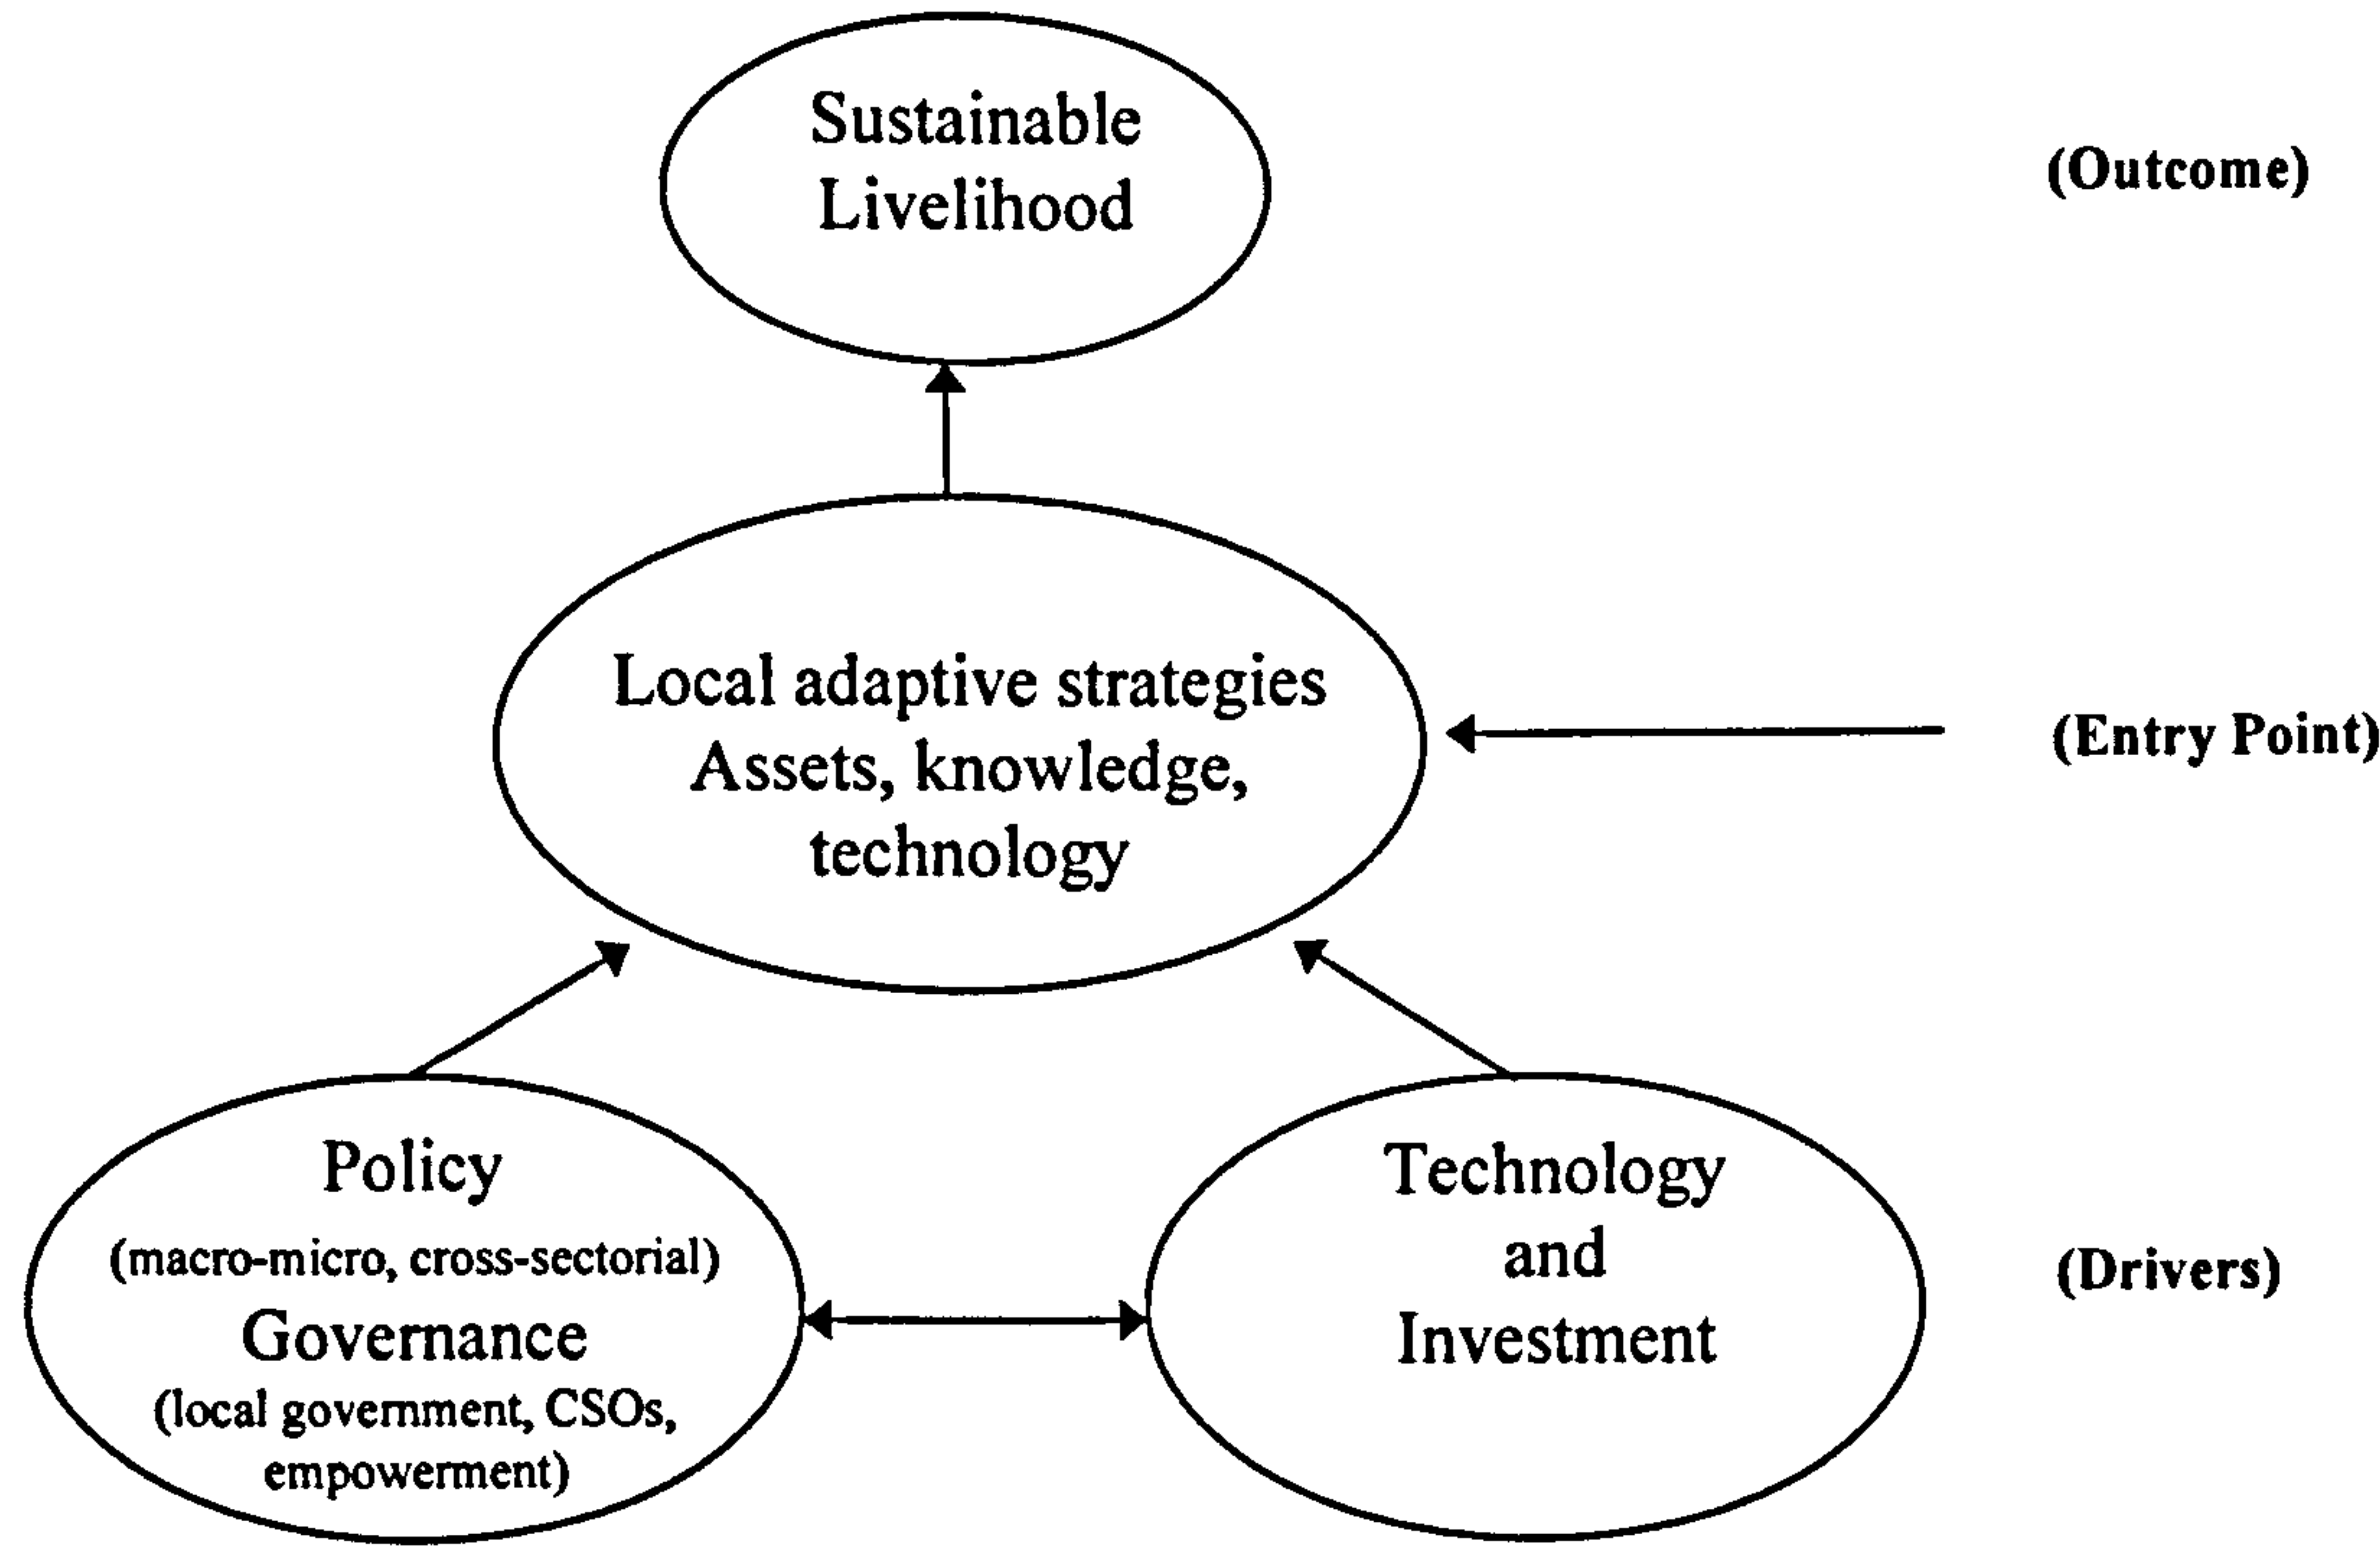 Sustainable
Livelihood
(Outcome)
Local adaptive strategies
Assets, knowledge,
technology
(Entry Point)
Policy
(macro-micro, cross-sectorial)
Governance
(local government, CSOs,
empowerment)
Technology
and
Investment
(Drivers)